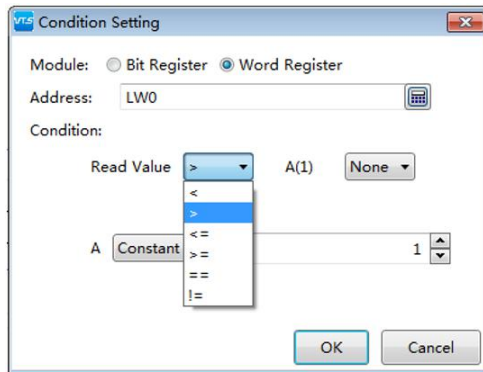 VTS Condition Setting
Module: Bit Register Word Register
Address: LW0
Condition:
Read Value > A(1) None
<
>
<=
>=
==
!=
A Constant 1
OK Cancel